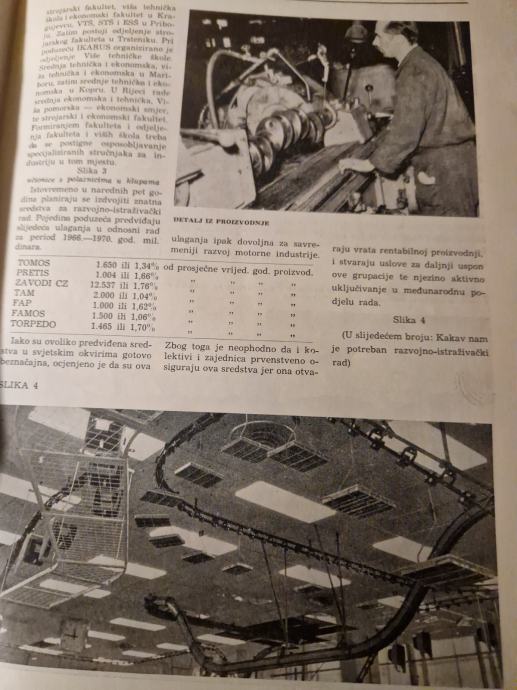 strojarski fakultet, viša tehnička
škola i ekonomski fakultet u Kra-
gujevcu, VTŠ, STŠ i ESŠ u Pribo-
ju. Zatim postoji odjeljenje stro-
jarskog fakulteta u Trsteniku. Pri
poduzeću IKARUS organizirano je
odjeljenje Više tehničke škole.
Srednja tehnička i ekonomska, vi-
ša tehnička i ekonomska u Mari-
boru, zatim srednje tehnička i eko-
nomska u Kopru. U Rijeci rade
srednja ekonomska i tehnička, Vi-
ša pomorska — ekonomski smjer,
te strojarski i ekonomski fakultet.
Formiranjem fakulteta i odjelje-
nja fakulteta i viših škola treba
da se postigne osposobljavanje
specijaliziranih stručnjaka za in-
dustriju u tom mjestu.
Slika 3
učionice s polaznicima u klupama
Istovremeno u narednih pet go-
dina planiraju se izdvojiti znatna
sredstva za razvojno-istraživački
rad. Pojedina poduzeća predviđaju
slijedeća ulaganja u odnosni rad
za period 1966.—1970. god. mil.
dinara.
TOMOS 1.650 ili 1,34% od prosječne vrijed. god. proizvod.
PRETIS 1.004 ili 1,66% " " " "
ZAVODI CZ 12.537 ili 1,76% " " " "
TAM 2.000 ili 1,04% " " " "
FAP 1.000 ili 1,62% " " " "
FAMOS 1.500 ili 1,06% " " " "
TORPEDO 1.465 ili 1,70% " " " "
Iako su ovoliko predviđena sred-
stva u svjetskim okvirima gotovo
beznačajna, ocjenjeno je da su ova
DETALJ IZ PROIZVODNJE
ulaganja ipak dovoljna za savre-
meniji razvoj motorne industrije.
Zbog toga je neophodno da i ko-
lektivi i zajednica prvenstveno o-
siguraju ova sredstva jer ona otva-
raju vrata rentabilnoj proizvodnji,
i stvaraju uslove za daljnji uspon
ove grupacije te njezino aktivno
uključivanje u međunarodnu po-
djelu rada.
Slika 4
(U slijedećem broju: Kakav nam
je potreban razvojno-istraživački
rad)
SLIKA 4